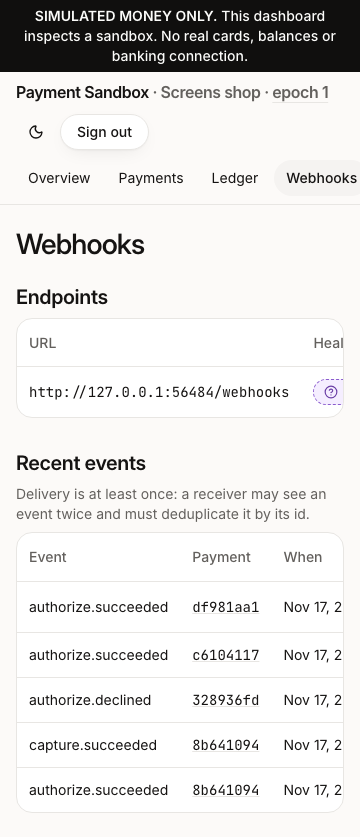 SIMULATED MONEY ONLY. This dashboard
inspects a sandbox. No real cards, balances or
banking connection.
Payment Sandbox · Screens shop · epoch 1
Sign out
Overview Payments Ledger Webhooks
Webhooks
Endpoints
URL Heal
http://127.0.0.1:56484/webhooks
Recent events
Delivery is at least once: a receiver may see an
event twice and must deduplicate it by its id.
Event Payment When
authorize.succeeded df981aa1 Nov 17, 2
authorize.succeeded c6104117 Nov 17, 2
authorize.declined 328936fd Nov 17, 2
capture.succeeded 8b641094 Nov 17, 2
authorize.succeeded 8b641094 Nov 17, 2